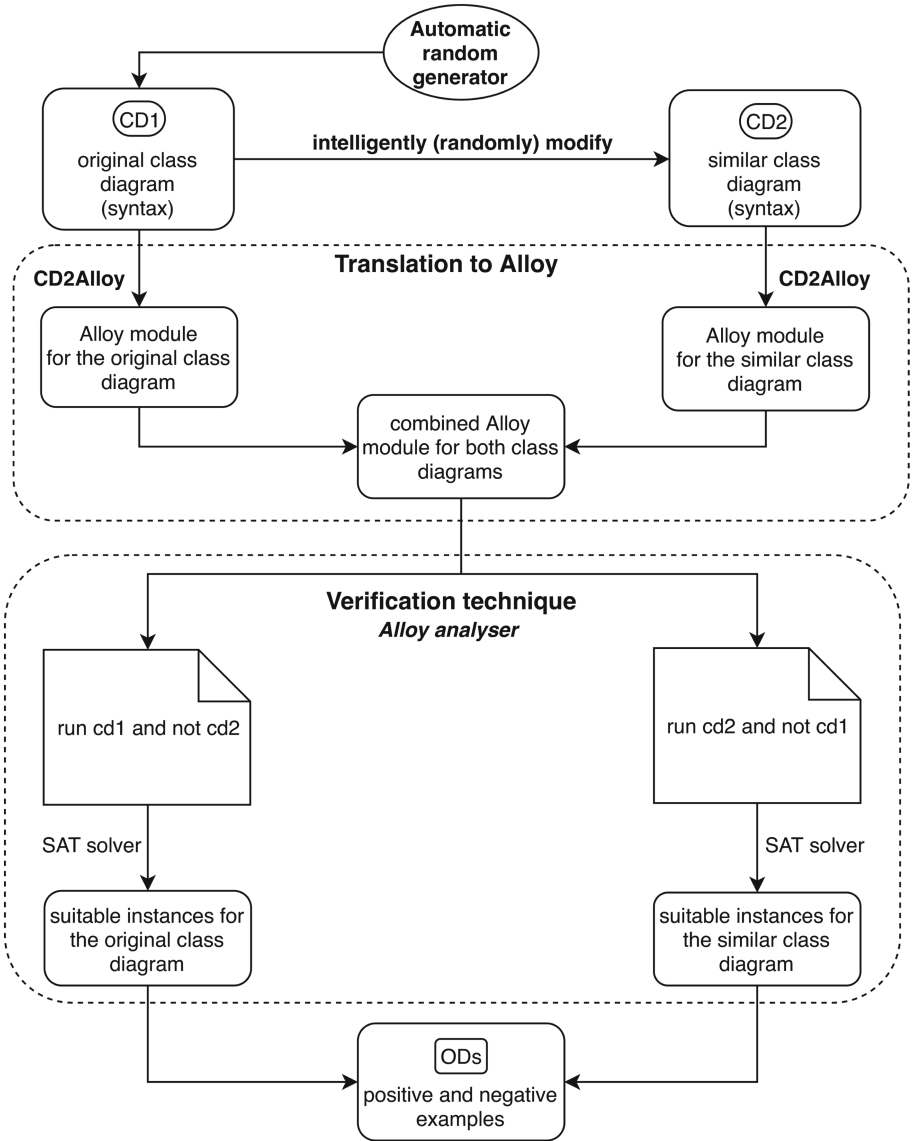 Automatic
random
generator
CD1
original class
diagram
(syntax)
intelligently (randomly) modify
CD2
similar class
diagram
(syntax)
Translation to Alloy
CD2Alloy
CD2Alloy
Alloy module
for the original class
diagram
Alloy module
for the similar class
diagram
combined Alloy
module for both class
diagrams
Verification technique
Alloy analyser
run cd1 and not cd2
run cd2 and not cd1
SAT solver
SAT solver
suitable instances for
the original class
diagram
suitable instances for
the similar class
diagram
ODs
positive and negative
examples